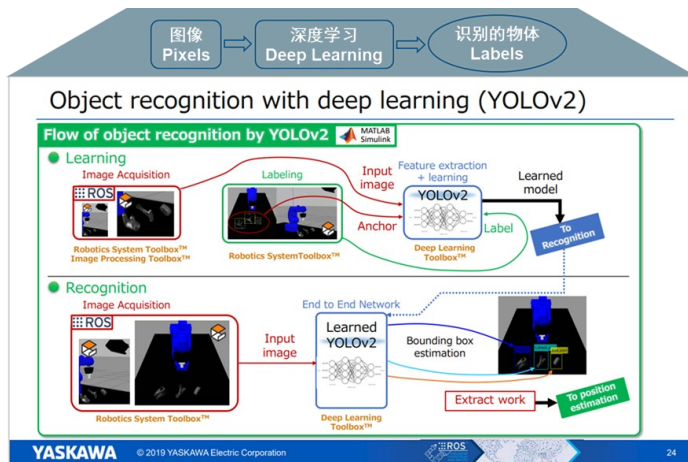 图像
Pixels
深度学习
Deep Learning
识别的物体
Labels
Object recognition with deep learning (YOLOv2)
Flow of object recognition by YOLOv2
MATLAB
Simulink
Learning
Image Acquisition
ROS
Robotics System Toolbox™
Image Processing Toolbox™
Labeling
Robotics SystemToolbox™
Input
image
Anchor
Feature extraction
+ learning
YOLOv2
Deep Learning
Toolbox™
Label
Learned
model
To
Recognition
Recognition
Image Acquisition
ROS
Robotics System Toolbox™
Input
image
End to End Network
Learned
YOLOv2
Deep Learning
Toolbox™
Bounding box
estimation
Extract work
To position
estimation
YASKAWA
© 2019 YASKAWA Electric Corporation
ROS
24